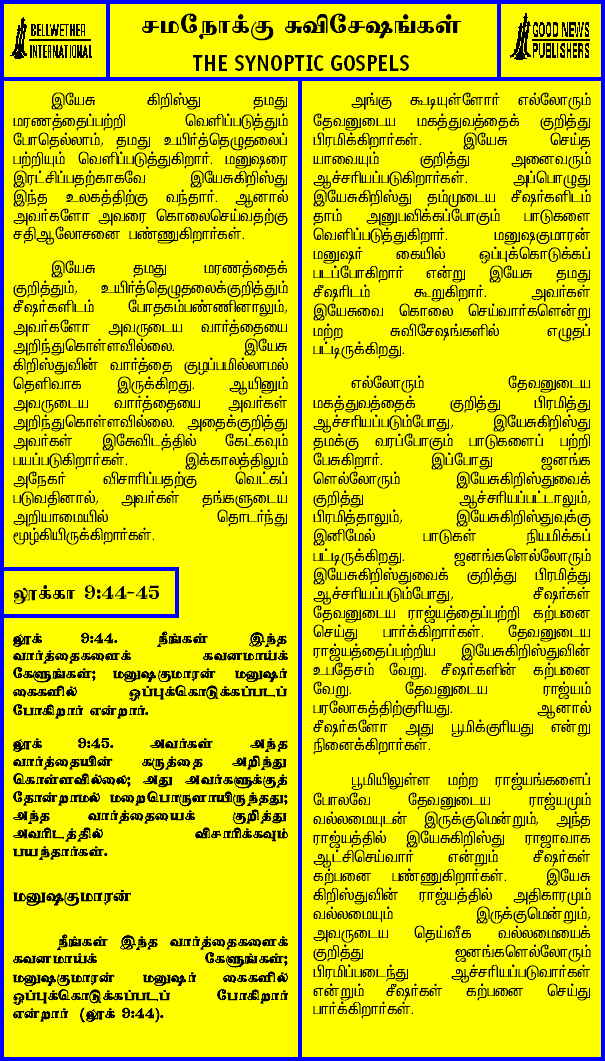 BELLWETHER
INTERNATIONAL
சமநோக்கு சுவிசேஷங்கள்
THE SYNOPTIC GOSPELS
GOOD NEWS
PUBLISHERS
இயேசு கிறிஸ்து தமது
மரணத்தைப்பற்றி வெளிப்படுத்தும்
போதெல்லாம், தமது உயிர்த்தெழுதலைப்
பற்றியும் வெளிப்படுத்துகிறார். மனுஷரை
இரட்சிப்பதற்காகவே இயேசுகிறிஸ்து
இந்த உலகத்திற்கு வந்தார். ஆனால்
அவர்களோ அவரை கொலைசெய்வதற்கு
சதிஆலோசனை பண்ணுகிறார்கள்.
இயேசு தமது மரணத்தைக்
குறித்தும், உயிர்த்தெழுதலைக்குறித்தும்
சீஷர்களிடம் போதகம்பண்ணினாலும்,
அவர்களோ அவருடைய வார்த்தையை
அறிந்துகொள்ளவில்லை. இயேசு
கிறிஸ்துவின் வார்த்தை குழப்பமில்லாமல்
தெளிவாக இருக்கிறது. ஆயினும்
அவருடைய வார்த்தையை அவர்கள்
அறிந்துகொள்ளவில்லை. அதைக்குறித்து
அவர்கள் இசேுவிடத்தில் கேட்கவும்
பயப்படுகிறார்கள். இக்காலத்திலும்
அநேகர் விசாரிப்பதற்கு வெட்கப்
படுவதினால், அவர்கள் தங்களுடைய
அறியாமையில் தொடர்ந்து
மூழ்கியிருக்கிறார்கள்.
லூக்கா 9:44-45
லூக் 9:44. நீங்கள் இந்த
வார்த்தைகளைக் கவனமாய்க்
கேளுங்கள்; மனுஷகுமாரன் மனுஷர்
கைகளில் ஒப்புக்கொடுக்கப்படப்
போகிறார் என்றார்.
லூக் 9:45. அவர்கள் அந்த
வார்த்தையின் கருத்தை அறிந்து
கொள்ளவில்லை; அது அவர்களுக்குத்
தோன்றாமல் மறைபொருளாயிருந்தது;
அந்த வார்த்தையைக் குறித்து
அவரிடத்தில் விசாரிக்கவும்
பயந்தார்கள்.
மனுஷகுமாரன்
நீங்கள் இந்த வார்த்தைகளைக்
கவனமாய்க் கேளுங்கள்;
மனுஷகுமாரன் மனுஷர் கைகளில்
ஒப்புக்கொடுக்கப்படப் போகிறார்
என்றார் (லூக் 9:44).
அங்கு கூடியுள்ளோர் எல்லோரும்
தேவனுடைய மகத்துவத்தைக் குறித்து
பிரமிக்கிறார்கள். இயேசு செய்த
யாவையும் குறித்து அனைவரும்
ஆச்சரியப்படுகிறார்கள். அப்பொழுது
இயேசுகிறிஸ்து தம்முடைய சீஷர்களிடம்
தாம் அனுபவிக்கப்போகும் பாடுகளை
வெளிப்படுத்துகிறார். மனுஷகுமாரன்
மனுஷர் கையில் ஒப்புக்கொடுக்கப்
படப்போகிறார் என்று இயேசு தமது
சீஷரிடம் கூறுகிறார். அவர்கள்
இயேசுவை கொலை செய்வார்களென்று
மற்ற சுவிசேஷங்களில் எழுதப்
பட்டிருக்கிறது.
எல்லோரும் தேவனுடைய
மகத்துவத்தைக் குறித்து பிரமித்து
ஆச்சரியப்படும்போது, இயேசுகிறிஸ்து
தமக்கு வரப்போகும் பாடுகளைப் பற்றி
பேசுகிறார். இப்போது ஜனங்க
ளெல்லோரும் இயேசுகிறிஸ்துவைக்
குறித்து ஆச்சரியப்பட்டாலும்,
பிரமித்தாலும், இயேசுகிறிஸ்துவுக்கு
இனிமேல் பாடுகள் நியமிக்கப்
பட்டிருக்கிறது. ஜனங்களெல்லோரும்
இயேசுகிறிஸ்துவைக் குறித்து பிரமித்து
ஆச்சரியப்படும்போது, சீஷர்கள்
தேவனுடைய ராஜ்யத்தைப்பற்றி கற்பனை
செய்து பார்க்கிறார்கள். தேவனுடைய
ராஜ்யத்தைப்பற்றிய இயேசுகிறிஸ்துவின்
உபதேசம் வேறு. சீஷர்களின் கற்பனை
வேறு. தேவனுடைய ராஜ்யம்
பரலோகத்திற்குரியது. ஆனால்
சீஷர்களோ அது பூமிக்குரியது என்று
நினைக்கிறார்கள்.
பூமியிலுள்ள மற்ற ராஜ்யங்களைப்
போலவே தேவனுடைய ராஜ்யமும்
வல்லமையுடன் இருக்குமென்றும், அந்த
ராஜ்யத்தில் இயேசுகிறிஸ்து ராஜாவாக
ஆட்சிசெய்வார் என்றும் சீஷர்கள்
கற்பனை பண்ணுகிறார்கள். இயேசு
கிறிஸ்துவின் ராஜ்யத்தில் அதிகாரமும்
வல்லமையும் இருக்குமென்றும்,
அவருடைய தெய்வீக வல்லமையைக்
குறித்து ஜனங்களெல்லோரும்
பிரமிப்படைந்து ஆச்சரியப்படுவார்கள்
என்றும் சீஷர்கள் கற்பனை செய்து
பார்க்கிறார்கள்.